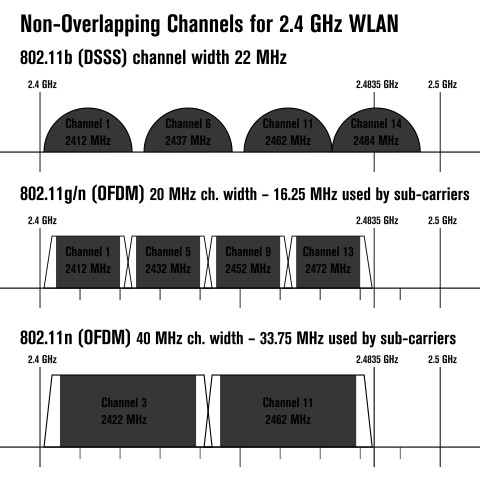 Non-Overlapping Channels for 2.4 GHz WLAN
802.11b (DSSS) channel width 22 MHz
2.4 GHz 2.4835 GHz 2.5 GHz
Channel 1 Channel 6 Channel 11 Channel 14
2412 MHz 2437 MHz 2462 MHz 2484 MHz
802.11g/n (OFDM) 20 MHz ch. width – 16.25 MHz used by sub-carriers
2.4 GHz 2.4835 GHz 2.5 GHz
Channel 1 Channel 5 Channel 9 Channel 13
2412 MHz 2432 MHz 2452 MHz 2472 MHz
802.11n (OFDM) 40 MHz ch. width – 33.75 MHz used by sub-carriers
2.4 GHz 2.4835 GHz 2.5 GHz
Channel 3 Channel 11
2422 MHz 2462 MHz